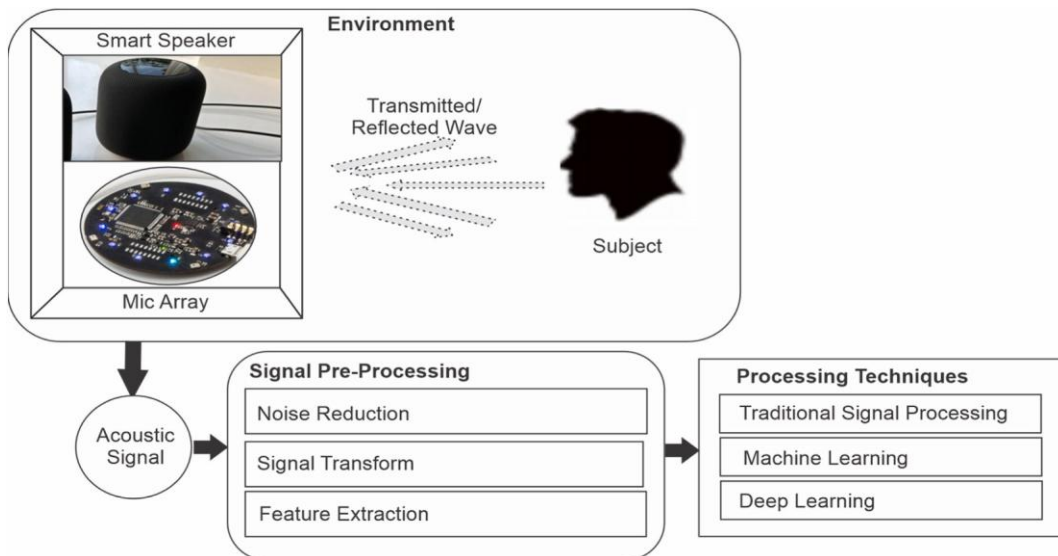 Environment
Smart Speaker
Transmitted/
Reflected Wave
Subject
Mic Array
Acoustic
Signal
Signal Pre-Processing
Noise Reduction
Signal Transform
Feature Extraction
Processing Techniques
Traditional Signal Processing
Machine Learning
Deep Learning